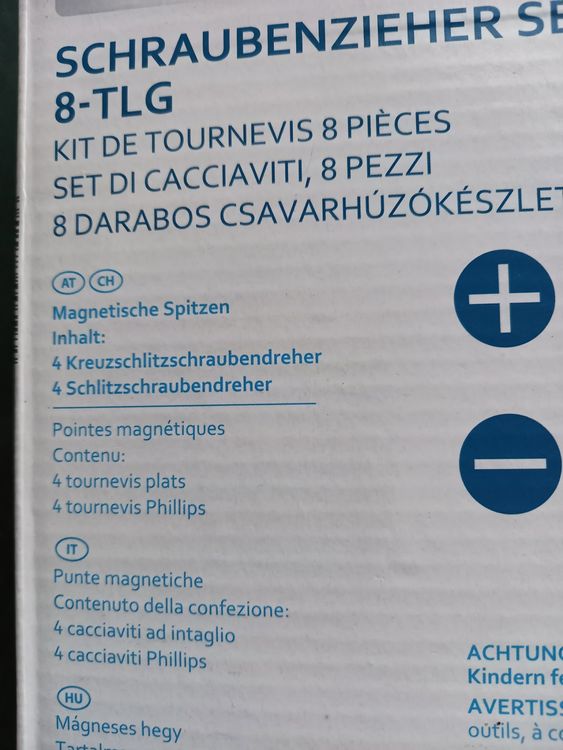 SCHRAUBENZIEHER
8-TLG
KIT DE TOURNEVIS 8 PIÈCES
SET DI CACCIAVITI, 8 PEZZI
8 DARABOS CSAVARHÚZÓKÉSZLET
AT CH
Magnetische Spitzen
Inhalt:
4 Kreuzschlitzschraubendreher
4 Schlitzschraubendreher
Pointes magnétiques
Contenu:
4 tournevis plats
4 tournevis Phillips
IT
Punte magnetiche
Contenuto della confezione:
4 cacciaviti ad intaglio
4 cacciaviti Phillips
HU
Mágneses hegy
ACHTUNG
Kindern
outils, à